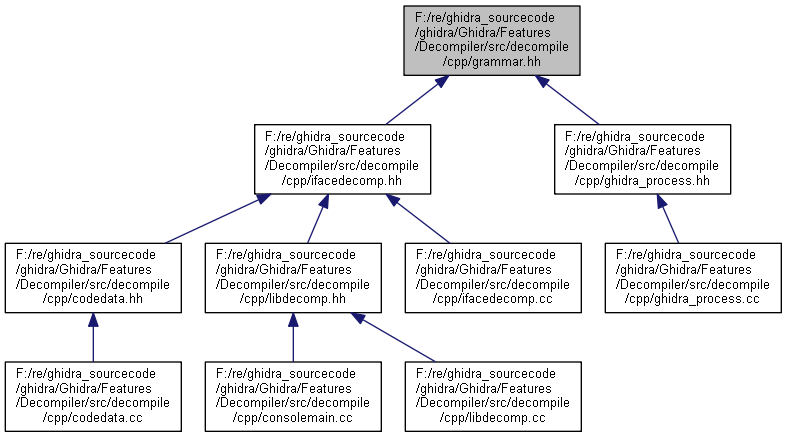 F:/re/ghidra_sourcecode
/ghidra/Ghidra/Features
/Decompiler/src/decompile
/cpp/grammar.hh
F:/re/ghidra_sourcecode
/ghidra/Ghidra/Features
/Decompiler/src/decompile
/cpp/ifacedecomp.hh
F:/re/ghidra_sourcecode
/ghidra/Ghidra/Features
/Decompiler/src/decompile
/cpp/ghidra_process.hh
F:/re/ghidra_sourcecode
/ghidra/Ghidra/Features
/Decompiler/src/decompile
/cpp/codedata.hh
F:/re/ghidra_sourcecode
/ghidra/Ghidra/Features
/Decompiler/src/decompile
/cpp/libdecomp.hh
F:/re/ghidra_sourcecode
/ghidra/Ghidra/Features
/Decompiler/src/decompile
/cpp/ifacedecomp.cc
F:/re/ghidra_sourcecode
/ghidra/Ghidra/Features
/Decompiler/src/decompile
/cpp/ghidra_process.cc
F:/re/ghidra_sourcecode
/ghidra/Ghidra/Features
/Decompiler/src/decompile
/cpp/codedata.cc
F:/re/ghidra_sourcecode
/ghidra/Ghidra/Features
/Decompiler/src/decompile
/cpp/consolemain.cc
F:/re/ghidra_sourcecode
/ghidra/Ghidra/Features
/Decompiler/src/decompile
/cpp/libdecomp.cc